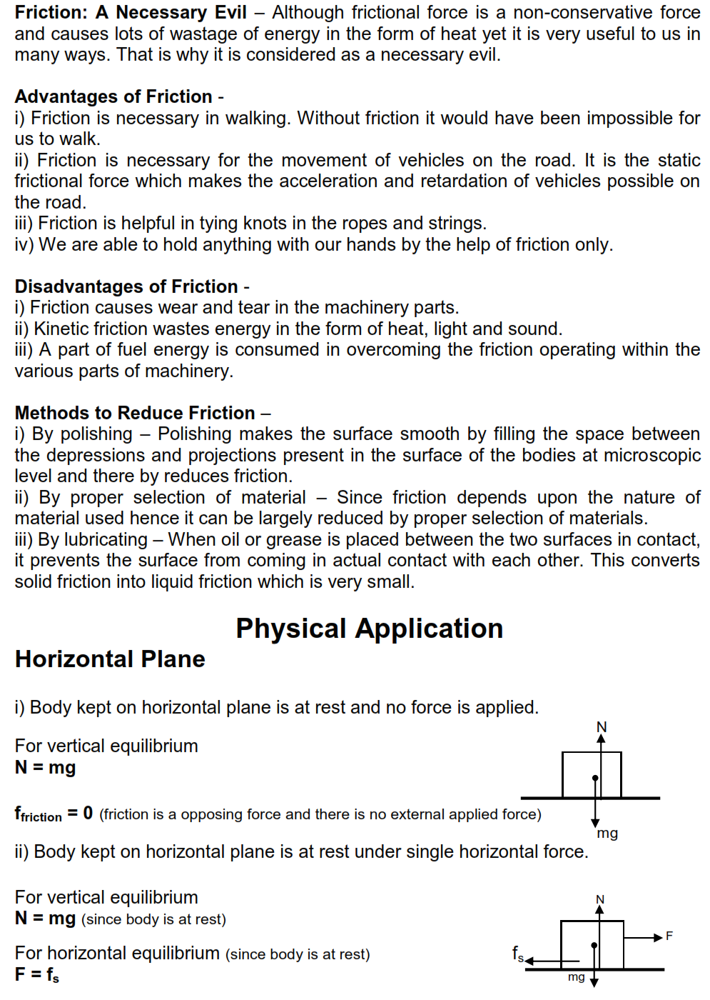 Friction: A Necessary Evil – Although frictional force is a non-conservative force
and causes lots of wastage of energy in the form of heat yet it is very useful to us in
many ways. That is why it is considered as a necessary evil.
Advantages of Friction -
i) Friction is necessary in walking. Without friction it would have been impossible for
us to walk.
ii) Friction is necessary for the movement of vehicles on the road. It is the static
frictional force which makes the acceleration and retardation of vehicles possible on
the road.
iii) Friction is helpful in tying knots in the ropes and strings.
iv) We are able to hold anything with our hands by the help of friction only.
Disadvantages of Friction -
i) Friction causes wear and tear in the machinery parts.
ii) Kinetic friction wastes energy in the form of heat, light and sound.
iii) A part of fuel energy is consumed in overcoming the friction operating within the
various parts of machinery.
Methods to Reduce Friction –
i) By polishing – Polishing makes the surface smooth by filling the space between
the depressions and projections present in the surface of the bodies at microscopic
level and there by reduces friction.
ii) By proper selection of material – Since friction depends upon the nature of
material used hence it can be largely reduced by proper selection of materials.
iii) By lubricating – When oil or grease is placed between the two surfaces in contact,
it prevents the surface from coming in actual contact with each other. This converts
solid friction into liquid friction which is very small.
Physical Application
Horizontal Plane
i) Body kept on horizontal plane is at rest and no force is applied.
N
For vertical equilibrium
N = mg
f friction = 0 (friction is a opposing force and there is no external applied force)
mg
ii) Body kept on horizontal plane is at rest under single horizontal force.
For vertical equilibrium
N
N = mg (since body is at rest)
F
For horizontal equilibrium (since body is at rest)
fs
F = fs
mg